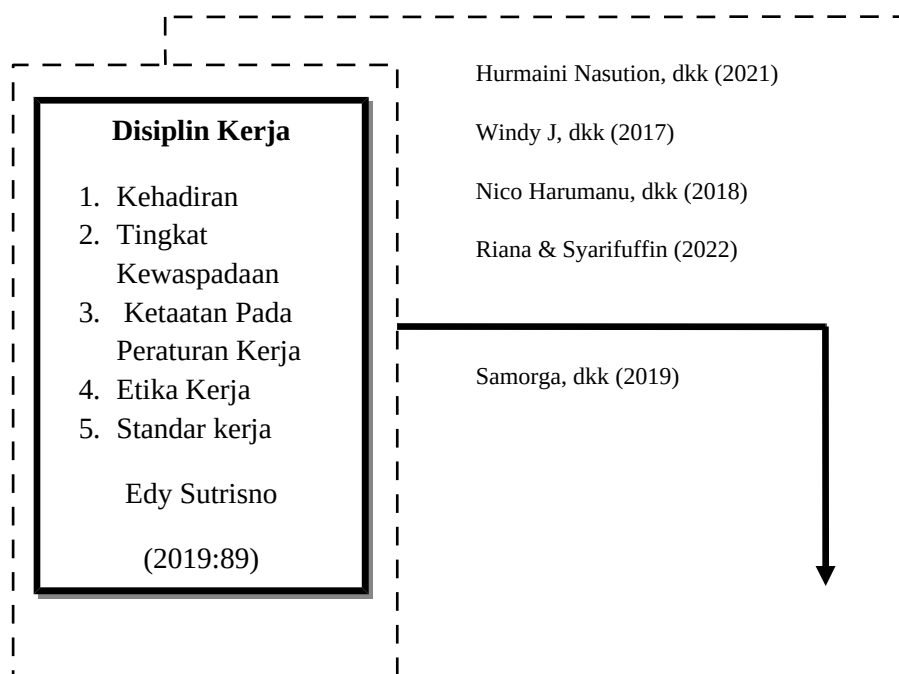 Disiplin Kerja
1. Kehadiran
2. Tingkat
Kewaspadaan
3. Ketaatan Pada
Peraturan Kerja
4. Etika Kerja
5. Standar kerja
Edy Sutrisno
(2019:89)
Hurmaini Nasution, dkk (2021)
Windy J, dkk (2017)
Nico Harumanu, dkk (2018)
Riana & Syarifuffin (2022)
Samorga, dkk (2019)